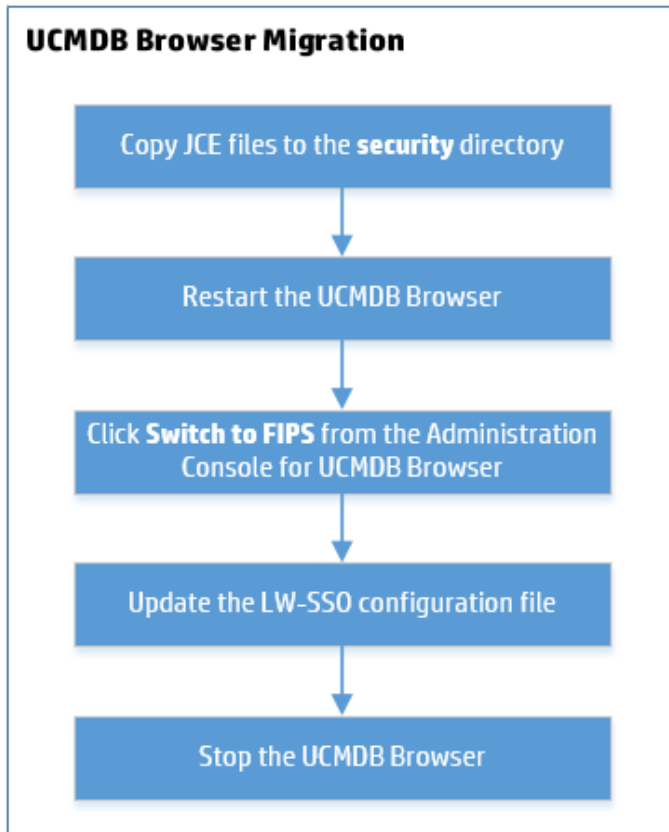 UCMDB Browser Migration
Copy JCE files to the security directory
Restart the UCMDB Browser
Click Switch to FIPS from the Administration
Console for UCMDB Browser
Update the LW-SSO configuration file
Stop the UCMDB Browser